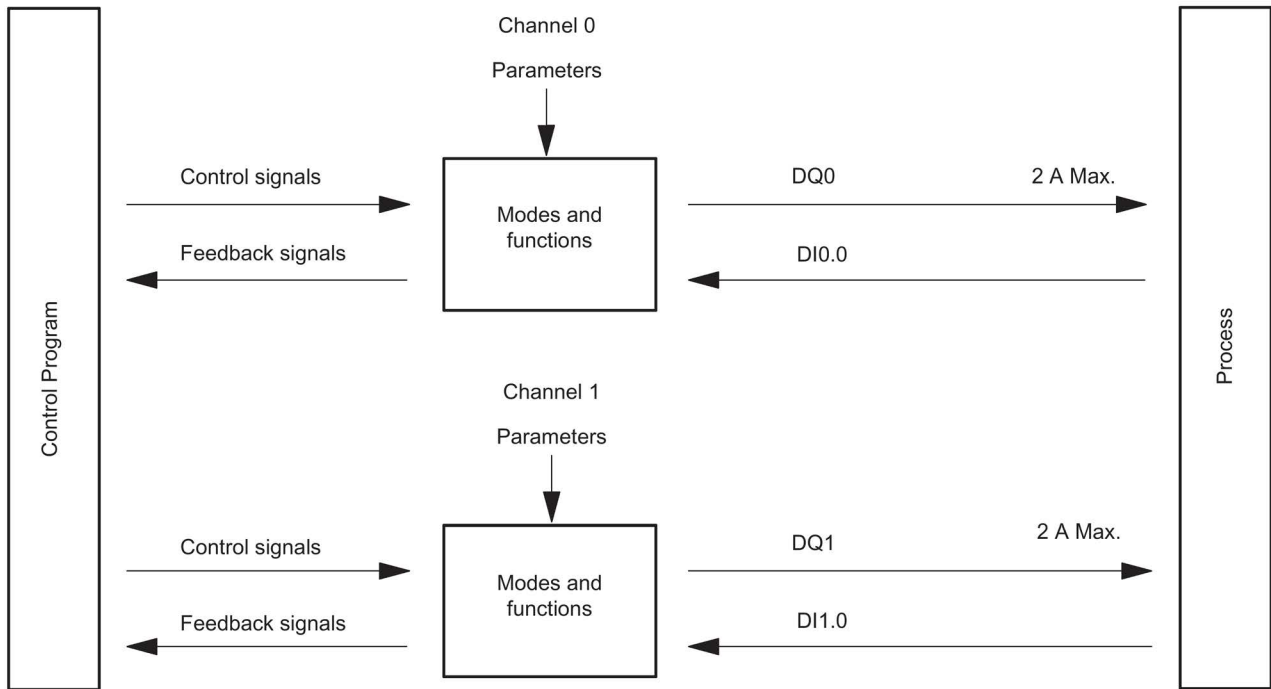 Channel 0
Parameters
Control signals
Feedback signals
Modes and
functions
DQ0
2 A Max.
DI0.0
Control Program
Process
Channel 1
Parameters
Control signals
Feedback signals
Modes and
functions
DQ1
2 A Max.
DI1.0